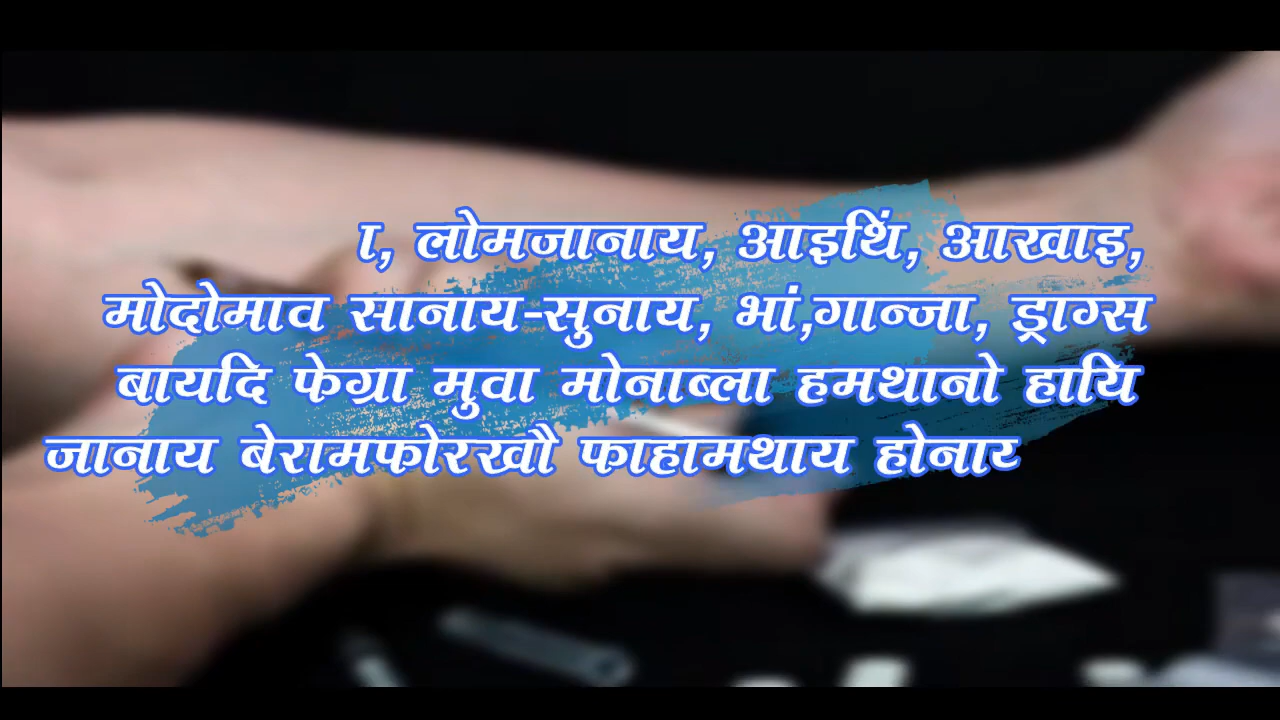 ा, लोमजानाय, आइथिं, आखाइ,
मोदोमाव सानाय-सुनाय, भां,गान्जा, ड्राग्स
बायदि फेग्रा मुवा मोनाब्ला हमथानो हायि
जानाय बेरामफोरखौ फाहामथाय होनाय